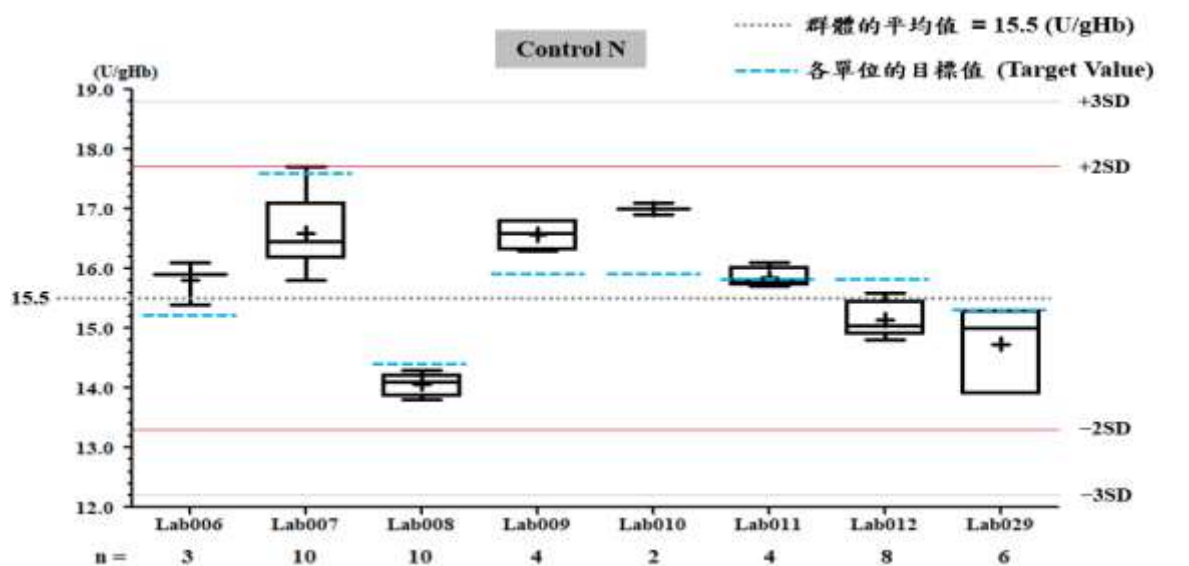 群體的平均值 = 15.5 (U/gHb)
Control N
各單位的目標值 (Target Value)
(U/gHb)
19.0
+3SD
18.0
+2SD
17.0
16.0
15.5
15.0
14.0
−2SD
13.0
−3SD
12.0
Lab006 Lab007 Lab008 Lab009 Lab010 Lab011 Lab012 Lab029
n = 3 10 10 4 2 4 8 6